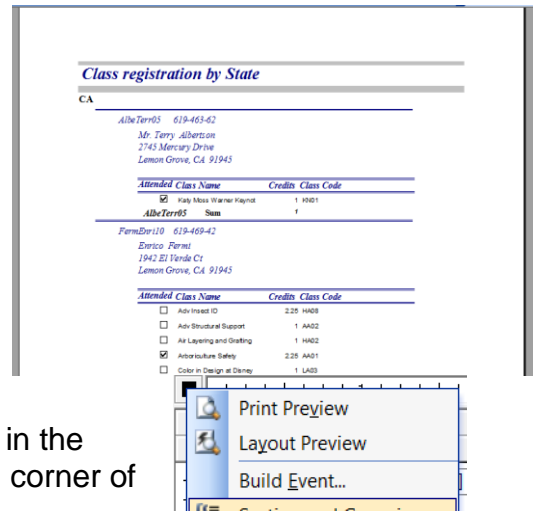 Class registration by State
CA
AlbeTerr05 619-463-62
Mr. Terry Albertson
2745 Mercury Drive
Lemon Grove, CA 91945
Attended Class Name Credits Class Code
Katy Moss Warner Keynot 1 KN01
AlbeTerr05 Sum 1
FermEnri10 619-469-42
Enrico Fermi
1942 El Verde Ct
Lemon Grove, CA 91945
Attended Class Name Credits Class Code
Adv Insect ID 2.25 HA08
Adv Structural Support 1 AA02
Air Layering and Grafting 1 HA02
Arboriculture Safety 2.25 AA01
Color in Design at Disney 1 LA03
in the
corner of
Print Preview
Layout Preview
Build Event...